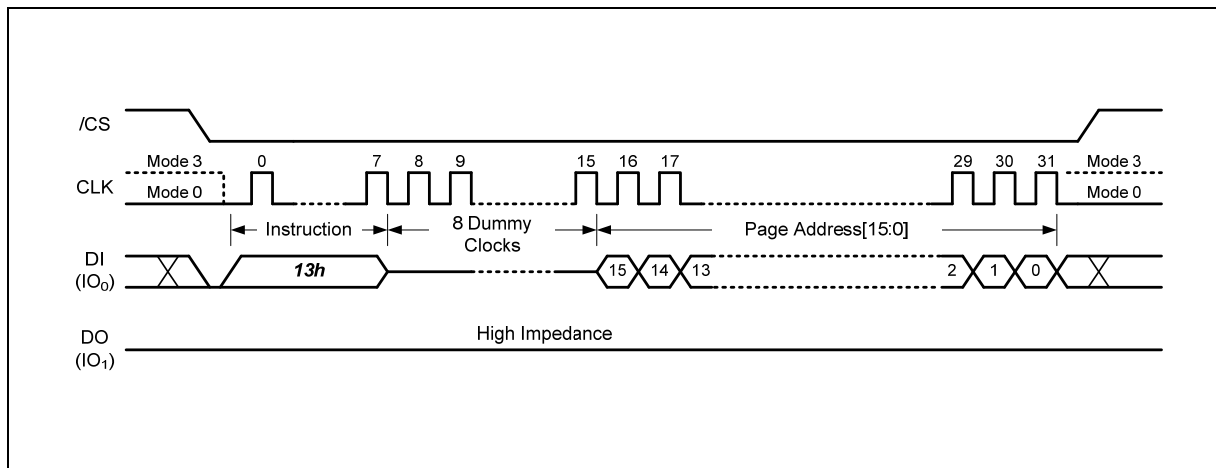 /CS
Mode 3 0 7 8 9 15 16 17 29 30 31 Mode 3
CLK
Mode 0 Mode 0
Instruction 8 Dummy Clocks Page Address[15:0]
DI
(IO0)
13h 15 14 13 2 1 0
High Impedance
DO
(IO1)